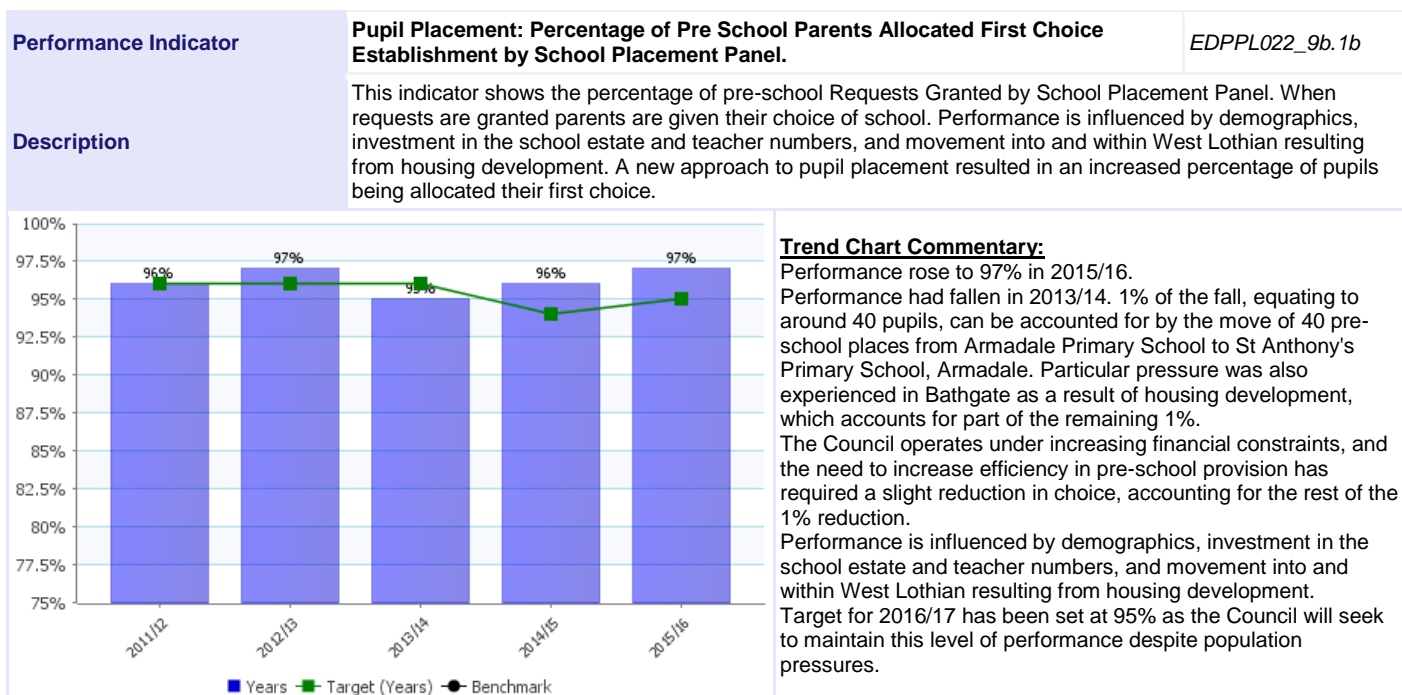 Performance Indicator
Pupil Placement: Percentage of Pre School Parents Allocated First Choice
Establishment by School Placement Panel.
EDPPL022_9b.1b
Description
This indicator shows the percentage of pre-school Requests Granted by School Placement Panel. When
requests are granted parents are given their choice of school. Performance is influenced by demographics,
investment in the school estate and teacher numbers, and movement into and within West Lothian resulting
from housing development. A new approach to pupil placement resulted in an increased percentage of pupils
being allocated their first choice.
100%
97.5%
95%
92.5%
90%
87.5%
85%
82.5%
80%
77.5%
75%
96%
97%
95%
96%
97%
2011/12
2012/13
2013/14
2014/15
2015/16
Years
Target (Years)
Benchmark
Trend Chart Commentary:
Performance rose to 97% in 2015/16.
Performance had fallen in 2013/14. 1% of the fall, equating to
around 40 pupils, can be accounted for by the move of 40 pre-
school places from Armadale Primary School to St Anthony's
Primary School, Armadale. Particular pressure was also
experienced in Bathgate as a result of housing development,
which accounts for part of the remaining 1%.
The Council operates under increasing financial constraints, and
the need to increase efficiency in pre-school provision has
required a slight reduction in choice, accounting for the rest of the
1% reduction.
Performance is influenced by demographics, investment in the
school estate and teacher numbers, and movement into and
within West Lothian resulting from housing development.
Target for 2016/17 has been set at 95% as the Council will seek
to maintain this level of performance despite population
pressures.